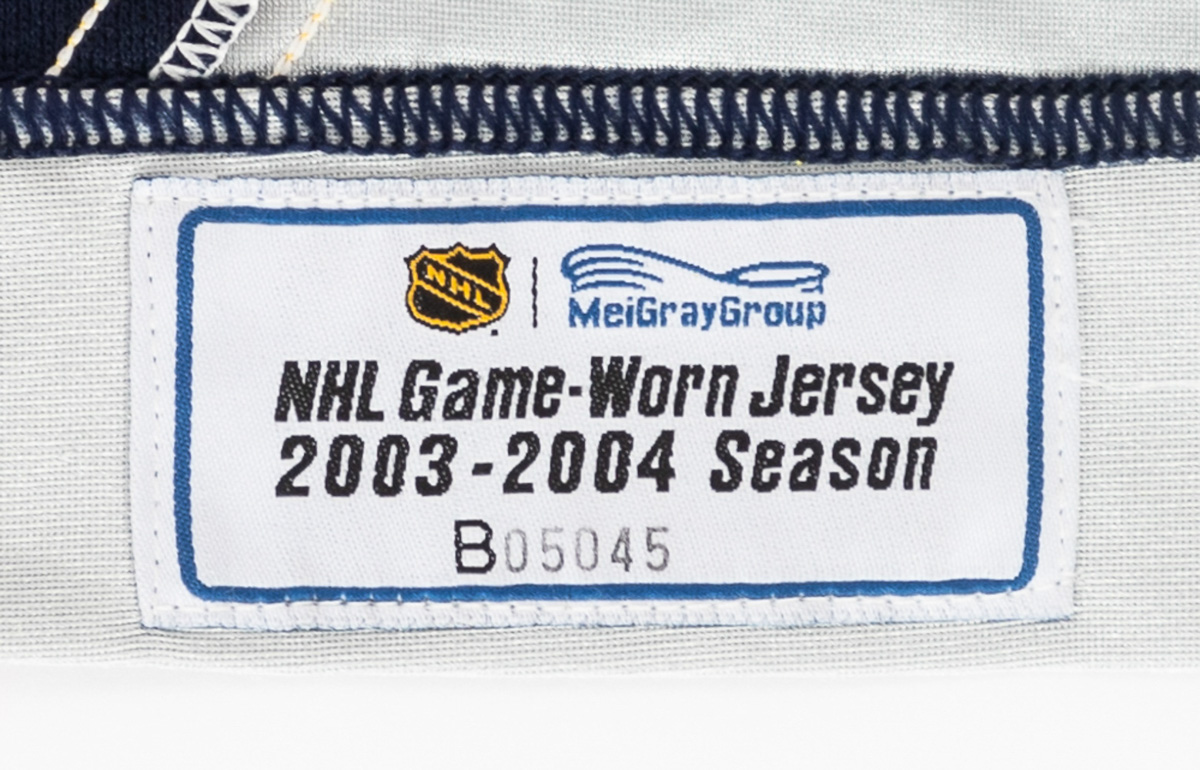 NHL
MeiGrayGroup
NHL Game-Worn Jersey
2003-2004 Season
B05045